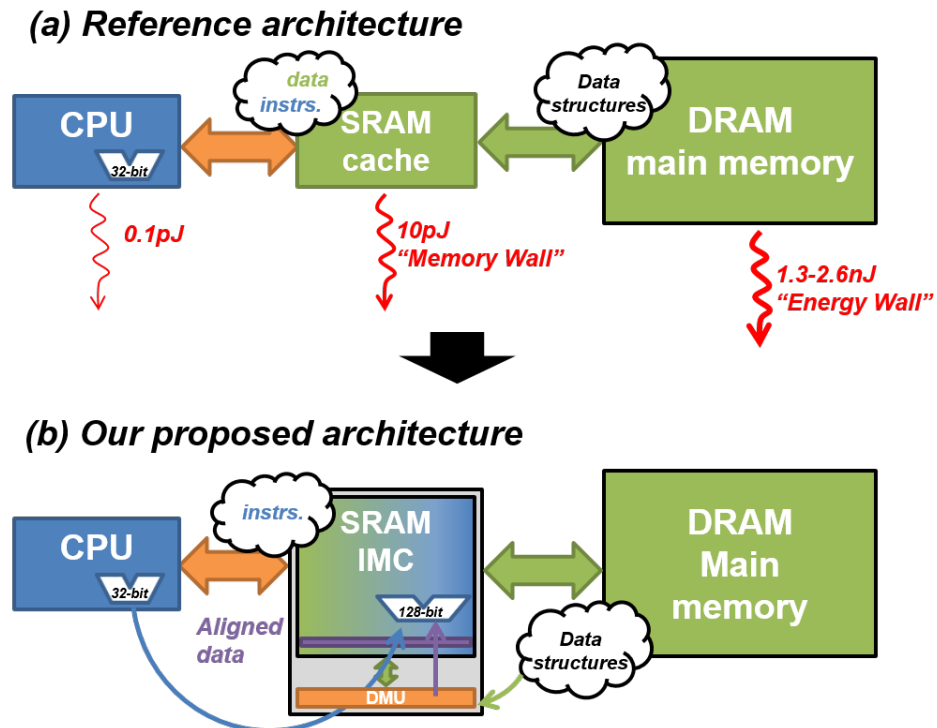 (a) Reference architecture
data
instrs.
Data
structures
CPU
32-bit
SRAM
cache
DRAM
main memory
0.1pJ
10pJ
“Memory Wall”
1.3-2.6nJ
“Energy Wall”
(b) Our proposed architecture
instrs.
CPU
32-bit
SRAM
IMC
128-bit
DRAM
Main
memory
Aligned
data
Data
structures
DMU